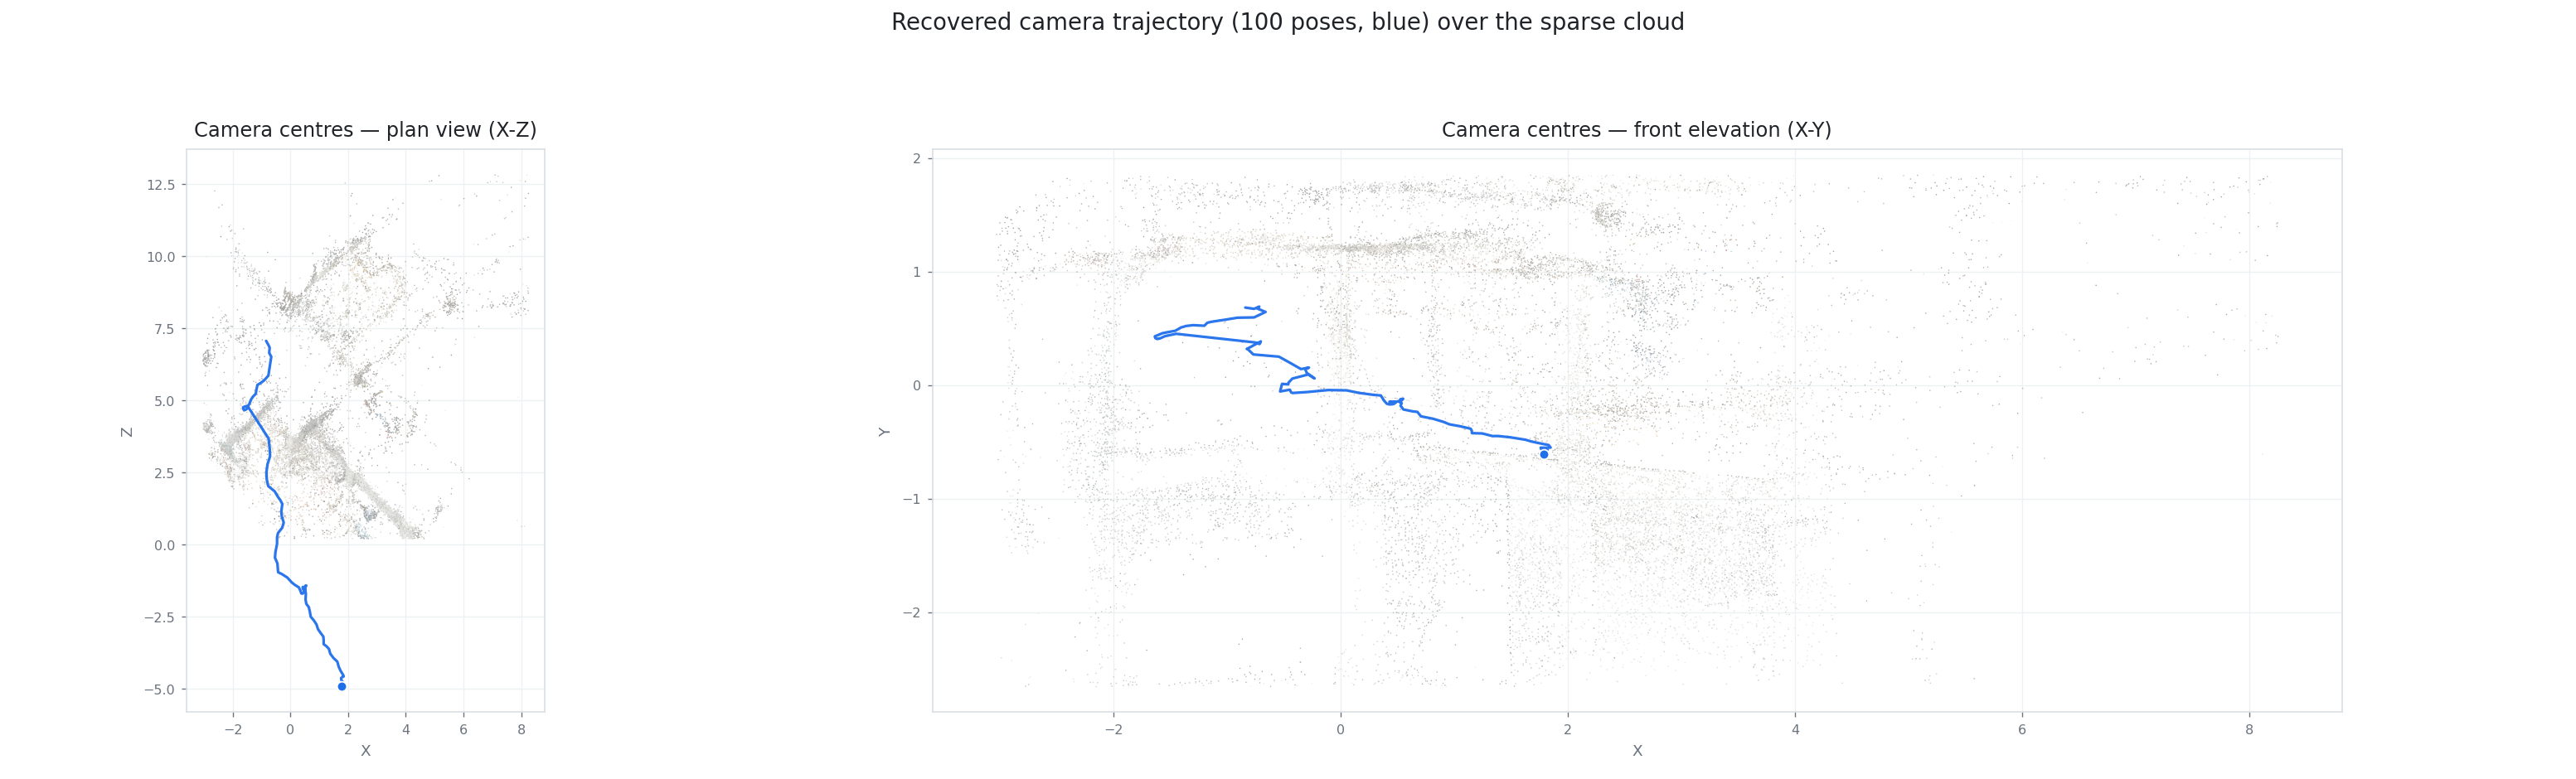 Recovered camera trajectory (100 poses, blue) over the sparse cloud
Camera centres — plan view (X-Z)
12.5
10.0
7.5
5.0
2.5
0.0
−2.5
−5.0
Z
−2 0 2 4 6 8
X
Camera centres — front elevation (X-Y)
2
1
0
−1
−2
Y
−2 0 2 4 6 8
X